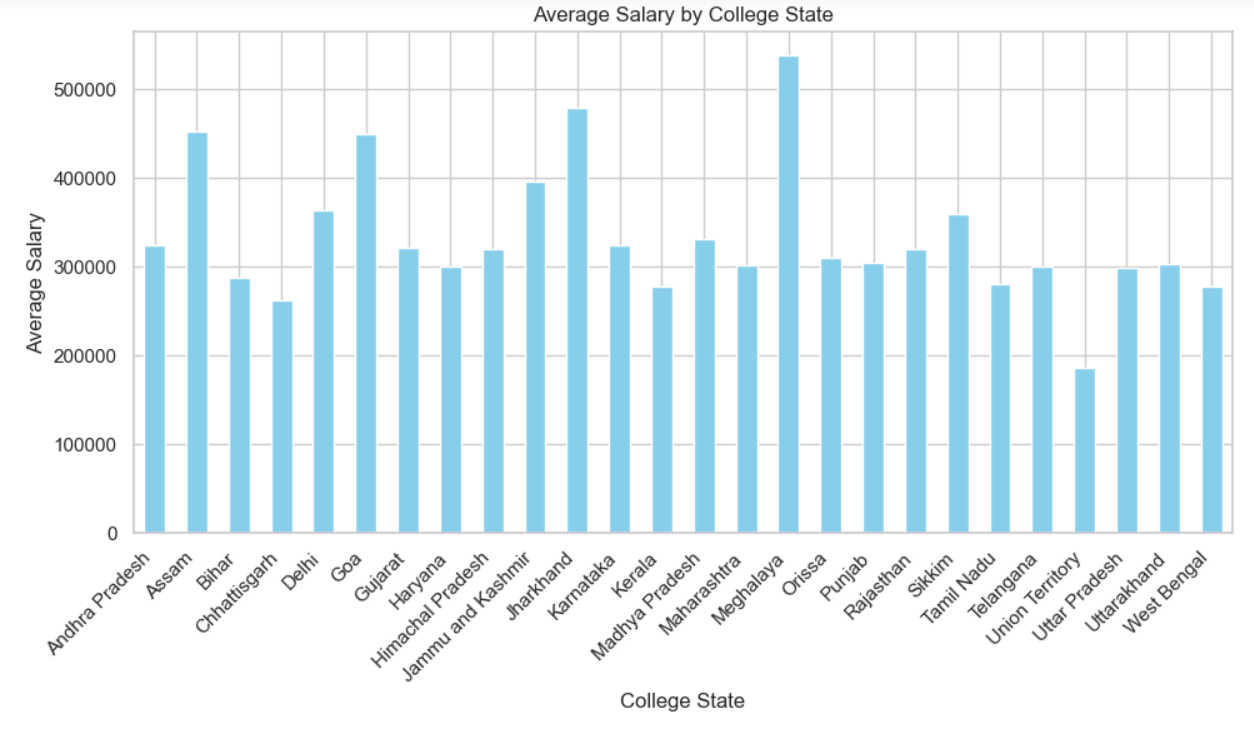 Average Salary by College State
Average Salary
500000
400000
300000
200000
100000
0
Andhra Pradesh
Assam
Bihar
Chhattisgarh
Delhi
Goa
Gujarat
Haryana
Himachal Pradesh
Jammu and Kashmir
Jharkhand
Karnataka
Kerala
Madhya Pradesh
Maharashtra
Meghalaya
Orissa
Punjab
Rajasthan
Sikkim
Tamil Nadu
Telangana
Union Territory
Uttar Pradesh
Uttarakhand
West Bengal
College State